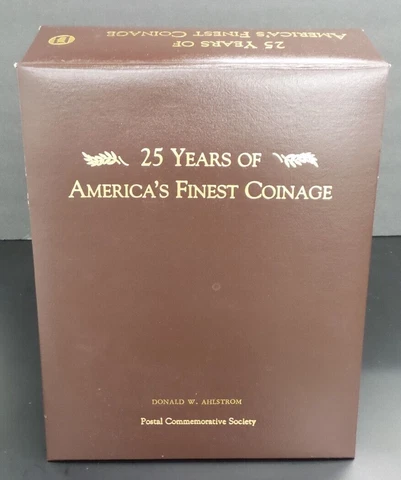 25 YEARS OF
AMERICA'S FINEST COINAGE
25 YEARS OF
AMERICA'S FINEST COINAGE
DONALD W. AHLSTROM
Postal Commemorative Society